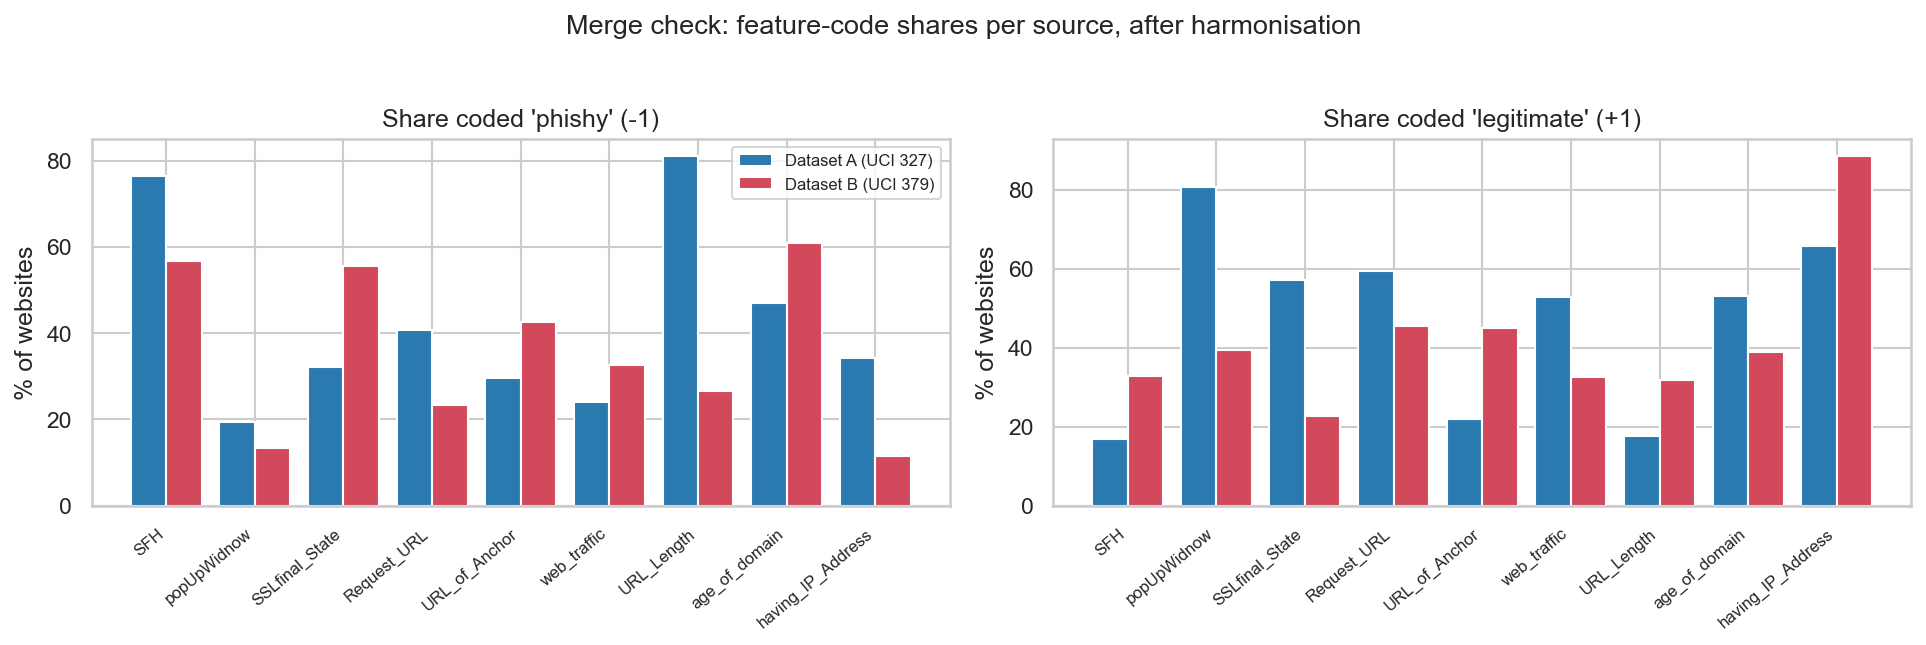 Merge check: feature-code shares per source, after harmonisation
Share coded 'phishy' (-1)
% of websites
80
60
40
20
0
Dataset A (UCI 327)
Dataset B (UCI 379)
SFH
popUpWidnow
SSLfinal_State
Request_URL
URL_of_Anchor
web_traffic
URL_Length
age_of_domain
having_IP_Address
Share coded 'legitimate' (+1)
% of websites
80
60
40
20
0
SFH
popUpWidnow
SSLfinal_State
Request_URL
URL_of_Anchor
web_traffic
URL_Length
age_of_domain
having_IP_Address